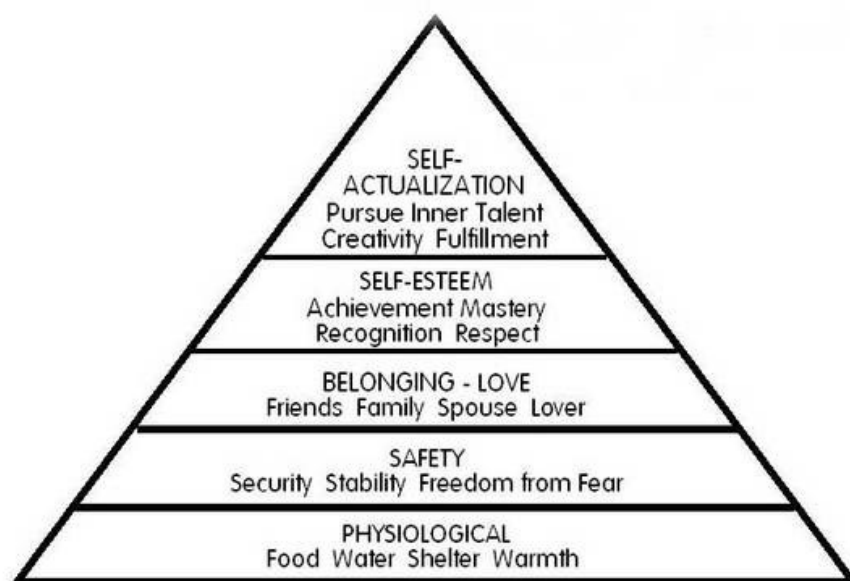 SELF-
ACTUALIZATION
Pursue Inner Talent
Creativity Fulfillment
SELF-ESTEEM
Achievement Mastery
Recognition Respect
BELONGING - LOVE
Friends Family Spouse Lover
SAFETY
Security Stability Freedom from Fear
PHYSIOLOGICAL
Food Water Shelter Warmth